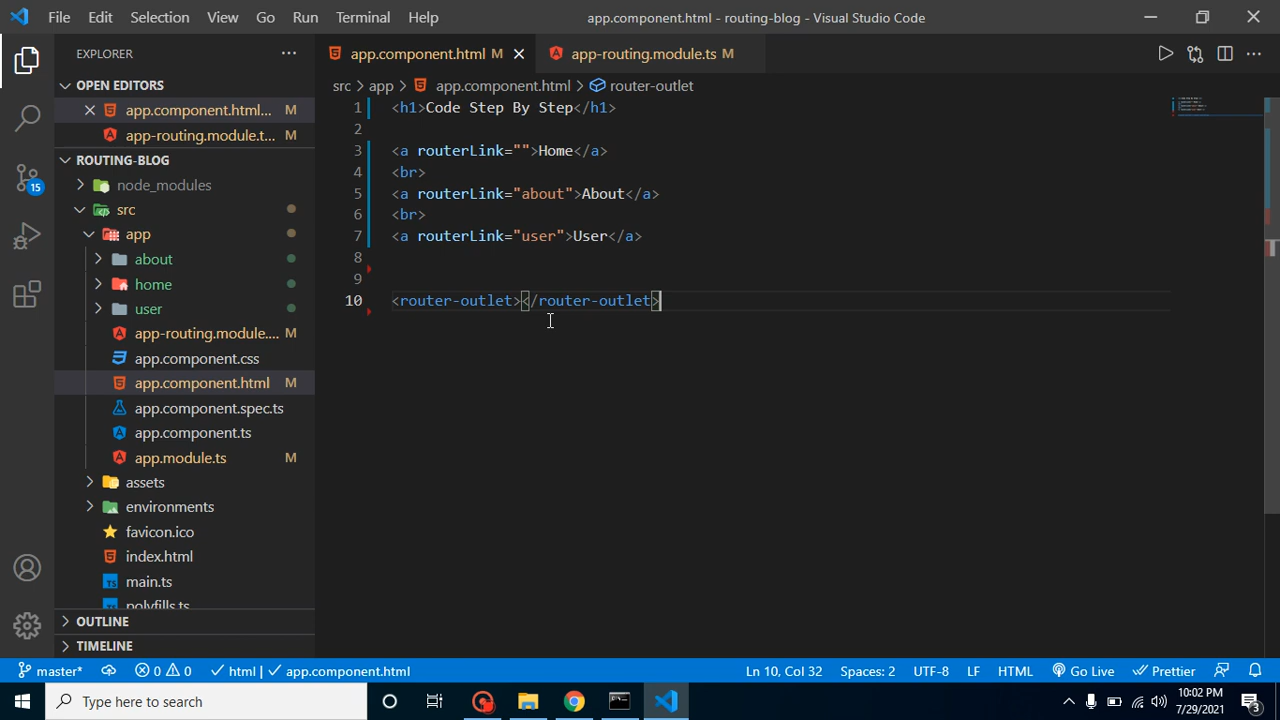 File Edit Selection View Go Run Terminal Help app.component.html - routing-blog - Visual Studio Code
EXPLORER
OPEN EDITORS
app.component.html... M
app-routing.module.t... M
ROUTING-BLOG
node_modules
src
app
about
home
user
app-routing.module.... M
app.component.css
app.component.html M
app.component.spec.ts
app.component.ts
app.module.ts M
assets
environments
favicon.ico
index.html
main.ts
polyfills.ts
OUTLINE
TIMELINE
15
app.component.html M app-routing.module.ts M
src > app > app.component.html > router-outlet
1 <h1>Code Step By Step</h1>
2
3 <a routerLink="">Home</a>
4 <br>
5 <a routerLink="about">About</a>
6 <br>
7 <a routerLink="user">User</a>
8
9
10 <router-outlet></router-outlet>
master* 0 0 html | app.component.html Ln 10, Col 32 Spaces: 2 UTF-8 LF HTML Go Live Prettier
Type here to search
10:02 PM
7/29/2021
3